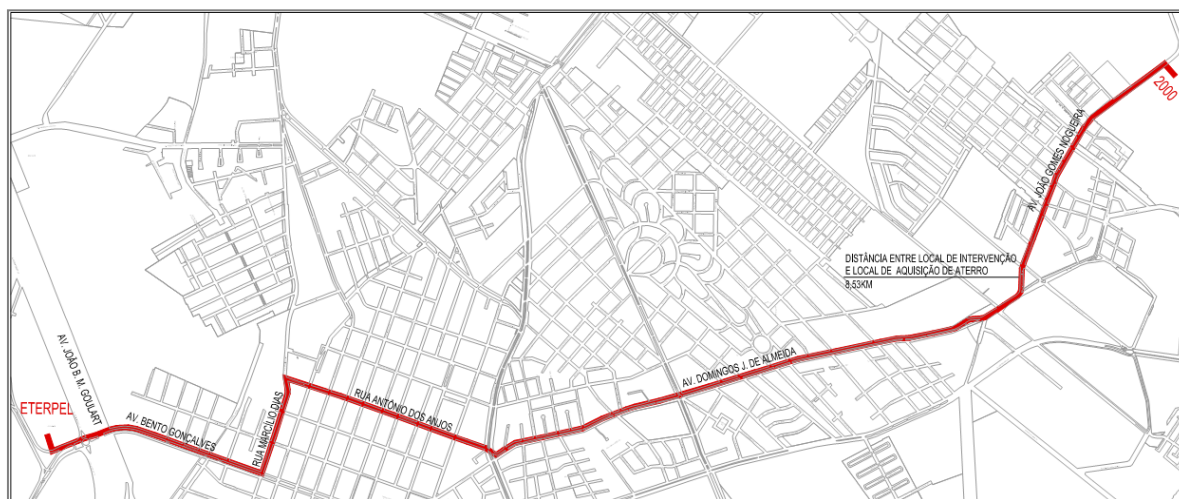 ETERPEL
AV. JOÃO B. M. GOULART
AV. BENTO GONÇALVES
RUA MARCÍLIO DIAS
RUA ANTÔNIO DOS ANJOS
AV. DOMINGOS J. DE ALMEIDA
DISTÂNCIA ENTRE LOCAL DE INTERVENÇÃO
E LOCAL DE AQUISIÇÃO DE ATERRO
8,53KM
AV. JOÃO GOMES NOGUEIRA
2000